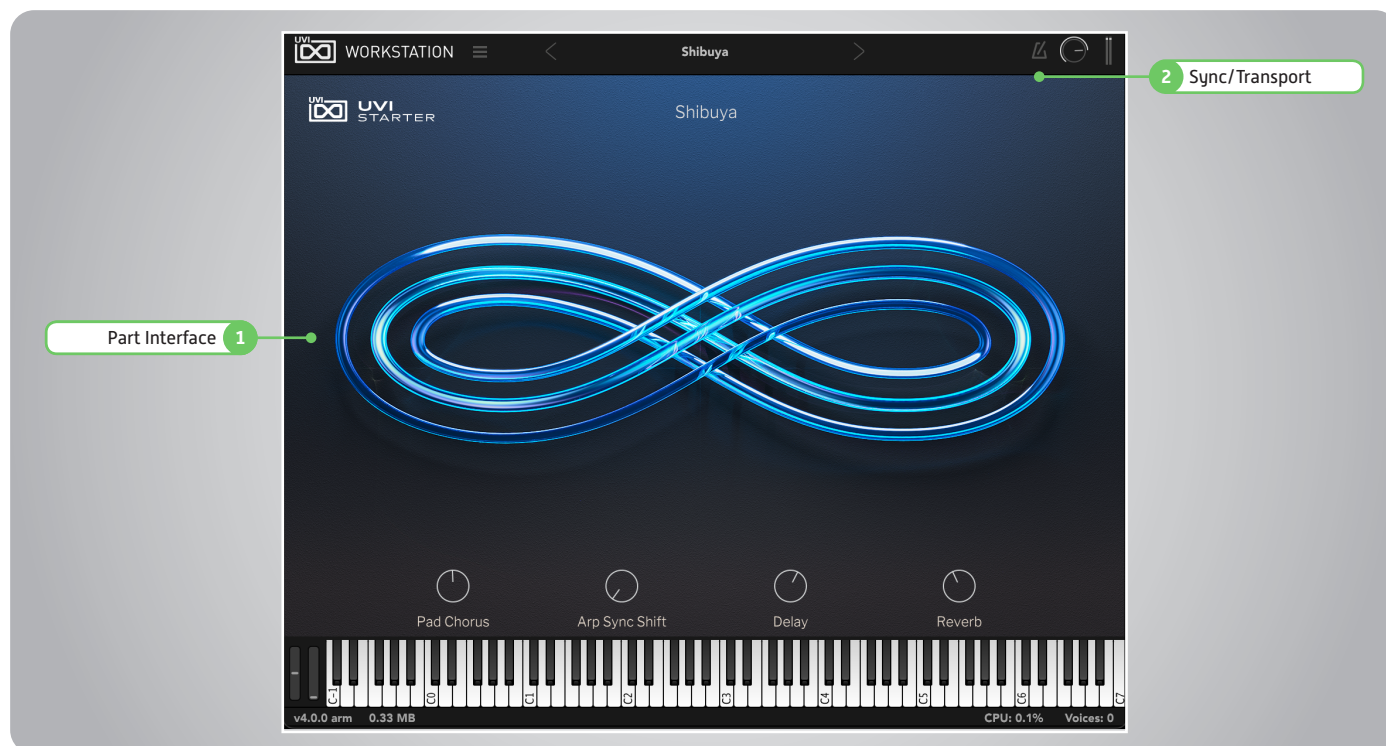 UVI WORKSTATION
Shibuya
2 Sync/Transport
UVI UVI
STARTER
Shibuya
Part Interface 1
Pad Chorus
Arp Sync Shift
Delay
Reverb
C-1 C0 C1 C2 C3 C4 C5 C6 C7
v4.0.0 arm 0.33 MB CPU: 0.1% Voices: 0